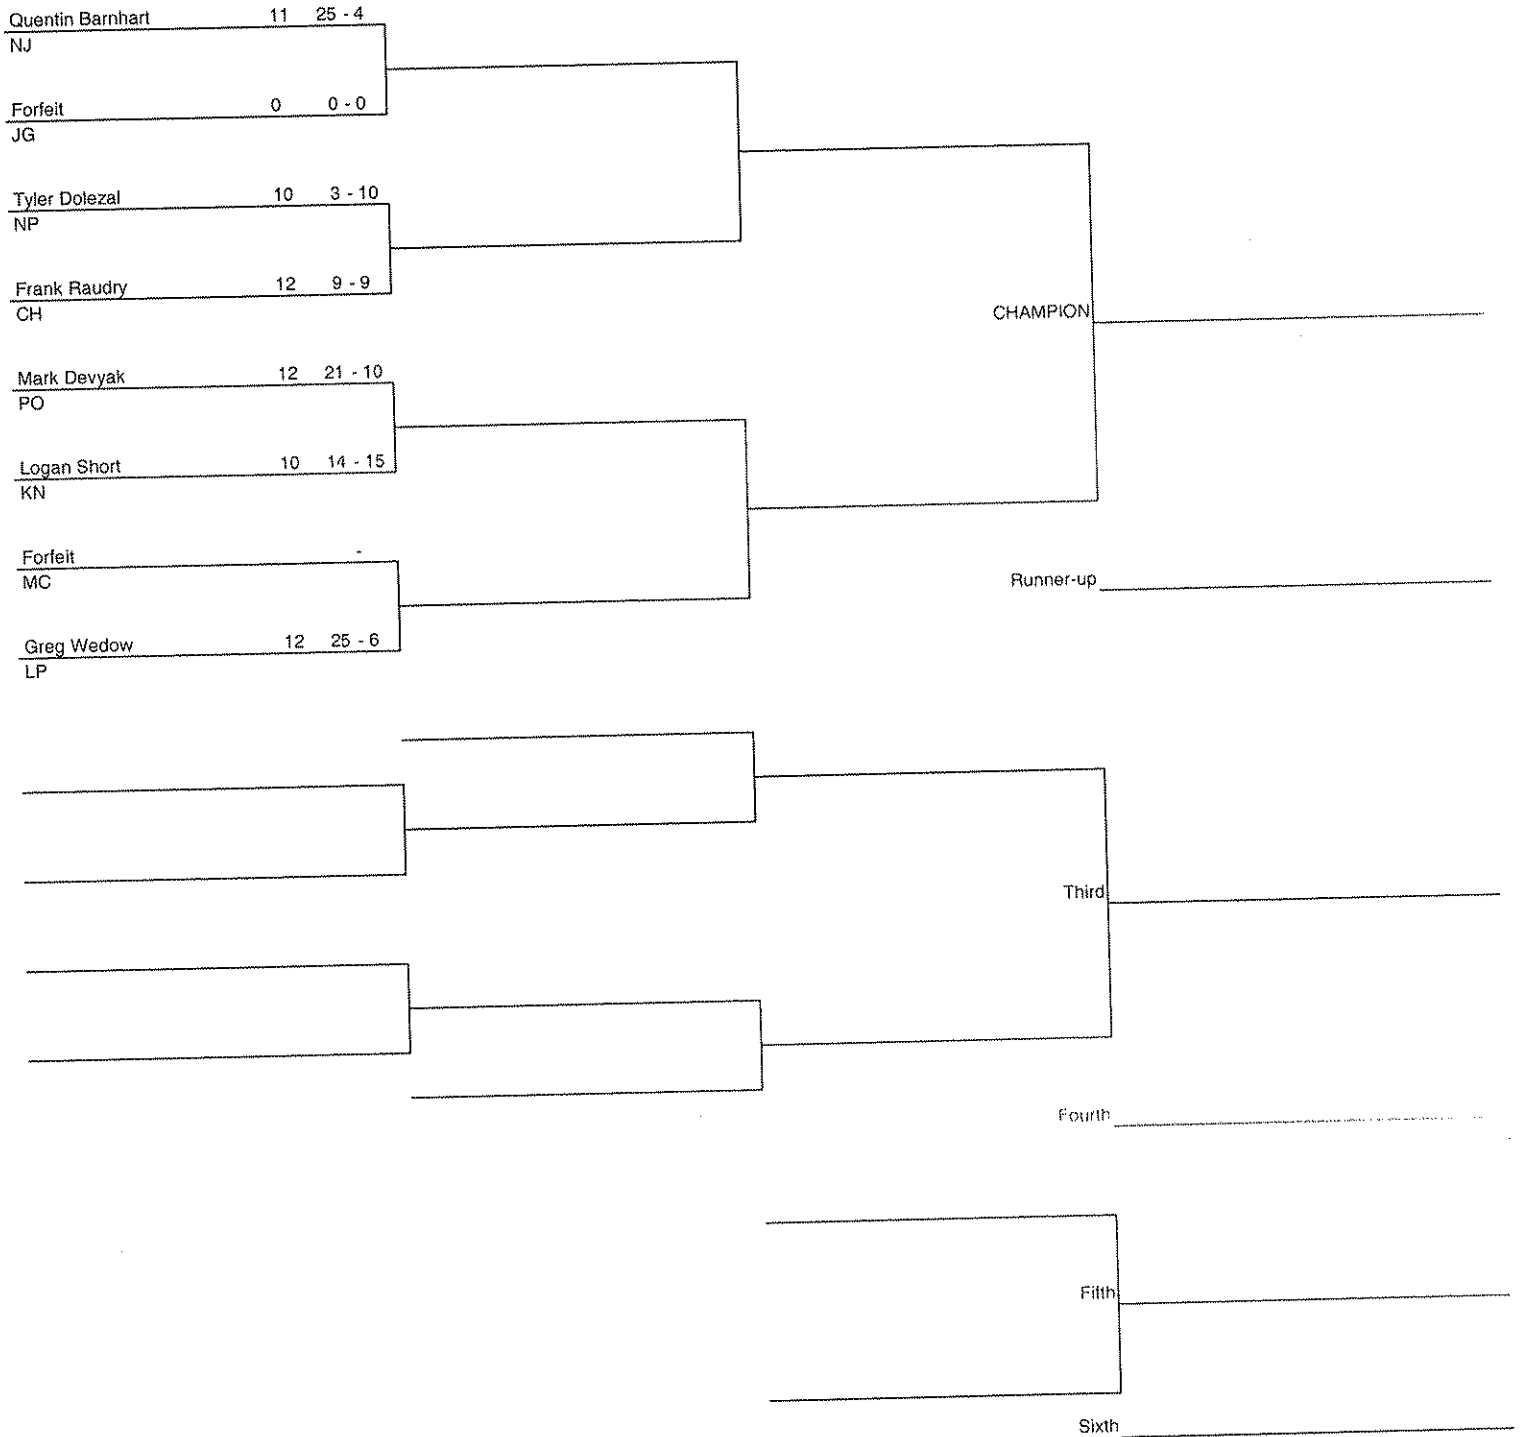 Quentin Barnhart 11 25 - 4
NJ
Forfeit 0 0 - 0
JG
Tyler Dolezal 10 3 - 10
NP
Frank Raudry 12 9 - 9
CH
CHAMPION
Mark Devyak 12 21 - 10
PO
Logan Short 10 14 - 15
KN
Forfeit -
MC
Runner-up
Greg Wedow 12 25 - 6
LP
Third
Fourth
Fifth
Sixth